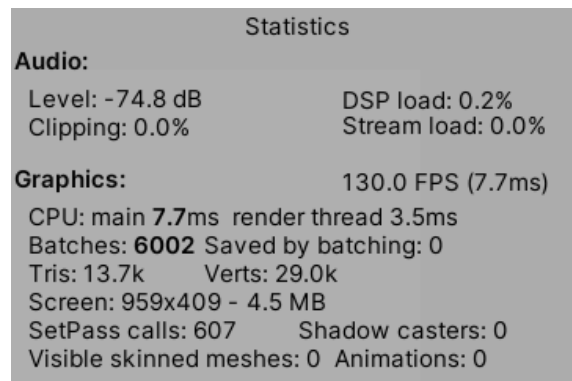 Statistics
Audio:
Level: -74.8 dB DSP load: 0.2%
Clipping: 0.0% Stream load: 0.0%
Graphics: 130.0 FPS (7.7ms)
CPU: main 7.7ms render thread 3.5ms
Batches: 6002 Saved by batching: 0
Tris: 13.7k Verts: 29.0k
Screen: 959x409 - 4.5 MB
SetPass calls: 607 Shadow casters: 0
Visible skinned meshes: 0 Animations: 0